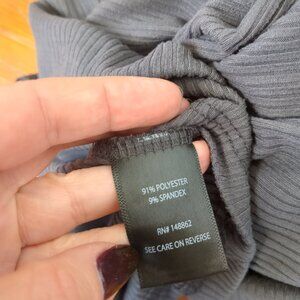 91% POLYESTER
9% SPANDEX
RN# 148862
SEE CARE ON REVERSE